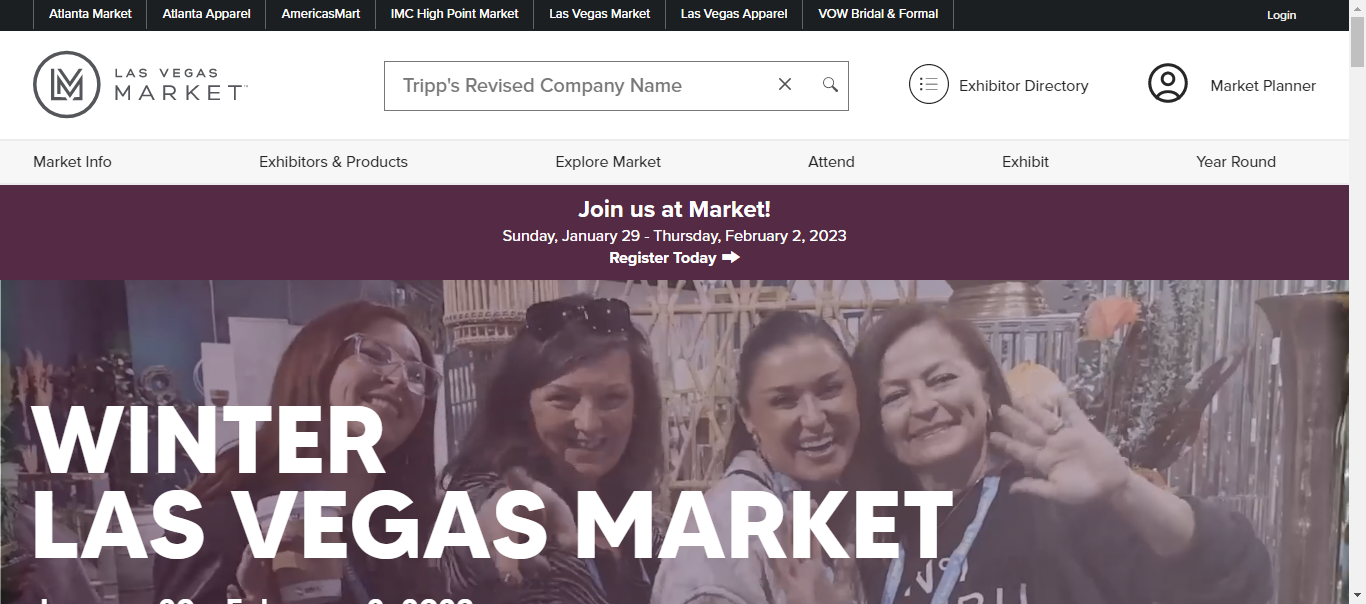 Atlanta Market Atlanta Apparel AmericasMart IMC High Point Market Las Vegas Market Las Vegas Apparel VOW Bridal & Formal Login
LAS VEGAS
MARKET™
Tripp's Revised Company Name
Exhibitor Directory
Market Planner
Market Info Exhibitors & Products Explore Market Attend Exhibit Year Round
Join us at Market!
Sunday, January 29 - Thursday, February 2, 2023
Register Today
WINTER
LAS VEGAS MARKET